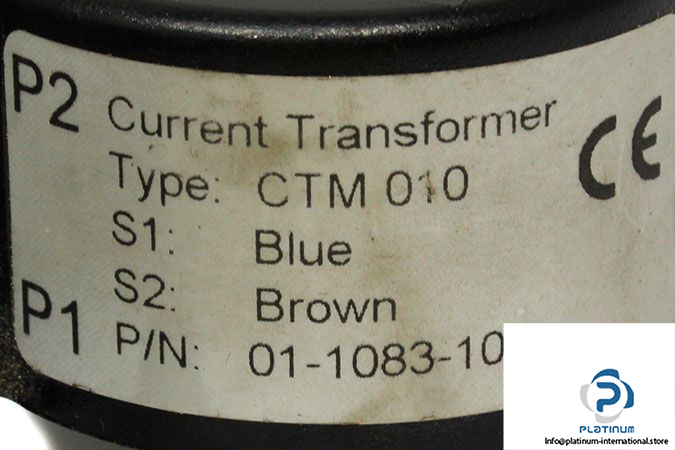 P2 Current Transformer
Type: CTM 010
S1: Blue
S2: Brown
P1 P/N: 01-1083-10
CE
PLATINUM
Info@platinum-international.store